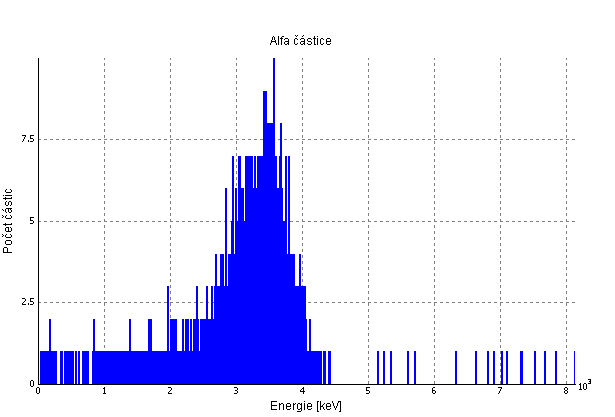 Alfa částice
Počet částic
7.5
5
2.5
0
0 1 2 3 4 5 6 7 8 10³
Energie [keV]